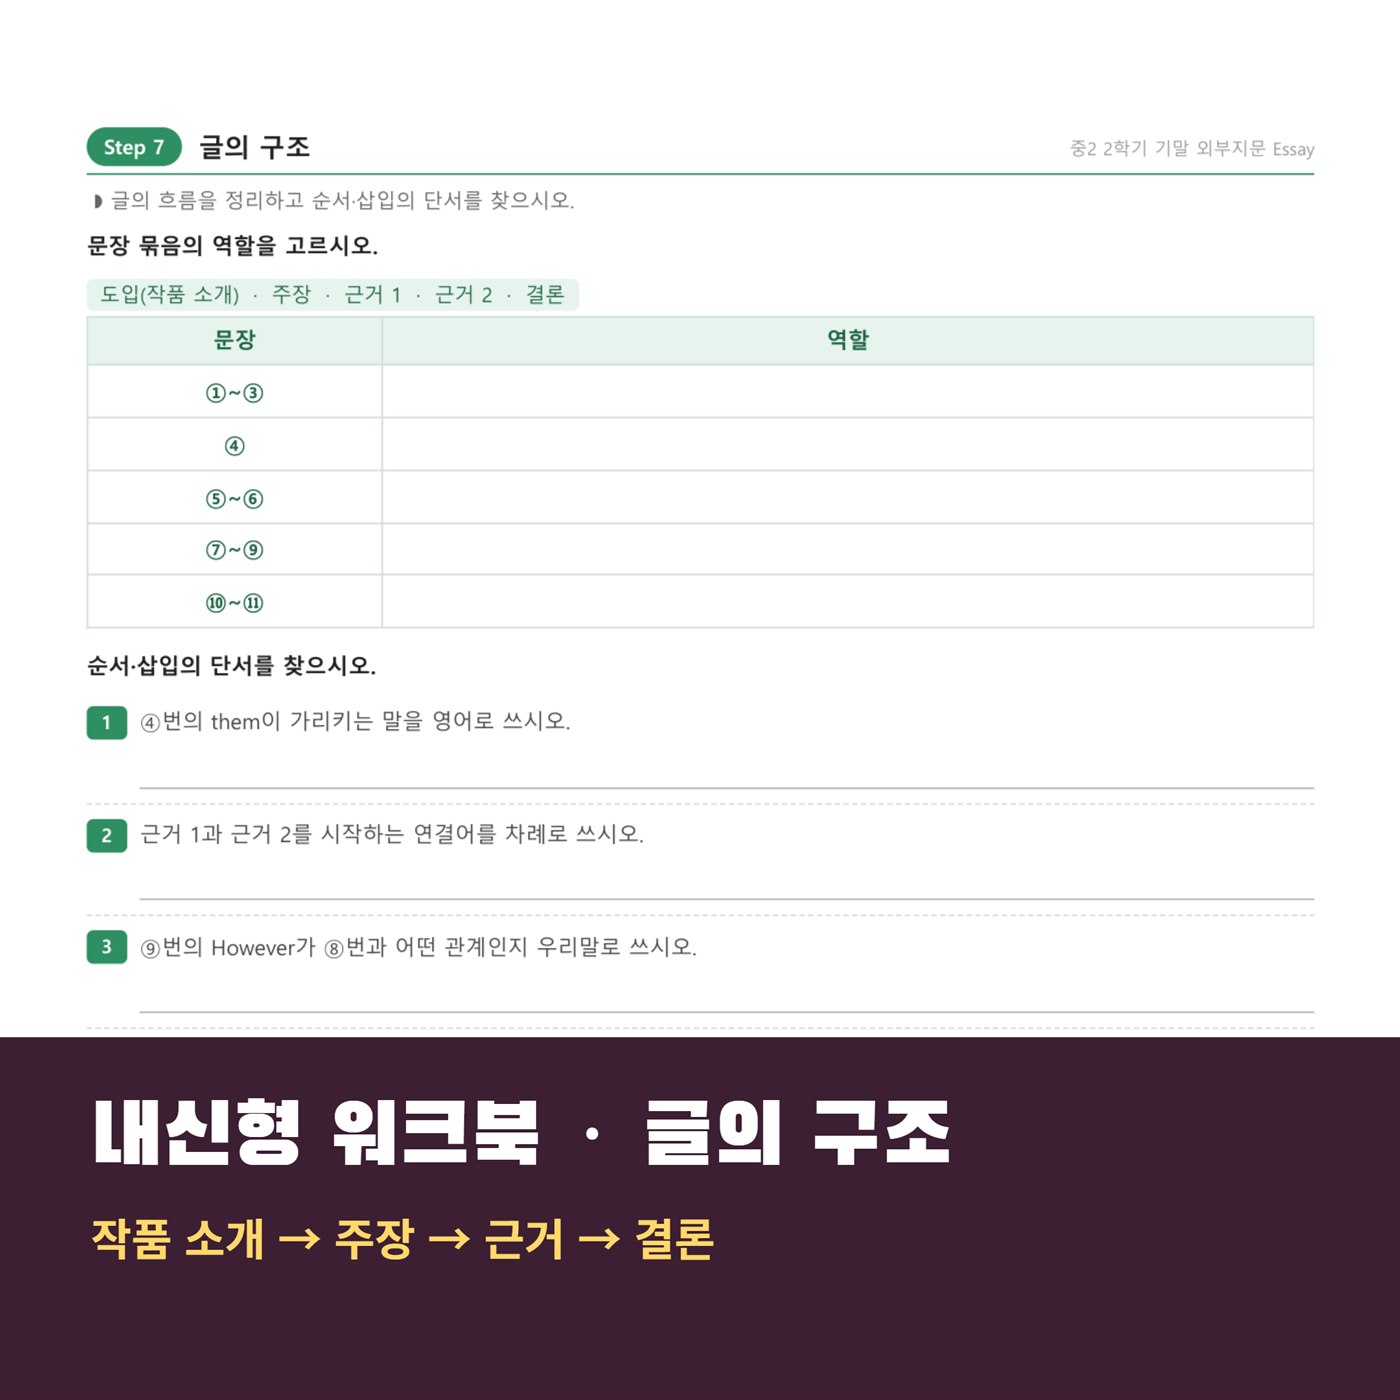 Step 7 글의 구조
중2 2학기 기말 외부지문 Essay
◗ 글의 흐름을 정리하고 순서·삽입의 단서를 찾으시오.
문장 묶음의 역할을 고르시오.
도입(작품 소개) · 주장 · 근거 1 · 근거 2 · 결론
문장 역할
①~③
④
⑤~⑥
⑦~⑨
⑩~⑪
순서·삽입의 단서를 찾으시오.
1 ④번의 them이 가리키는 말을 영어로 쓰시오.
2 근거 1과 근거 2를 시작하는 연결어를 차례로 쓰시오.
3 ⑨번의 However가 ⑧번과 어떤 관계인지 우리말로 쓰시오.
내신형 워크북 · 글의 구조
작품 소개 → 주장 → 근거 → 결론